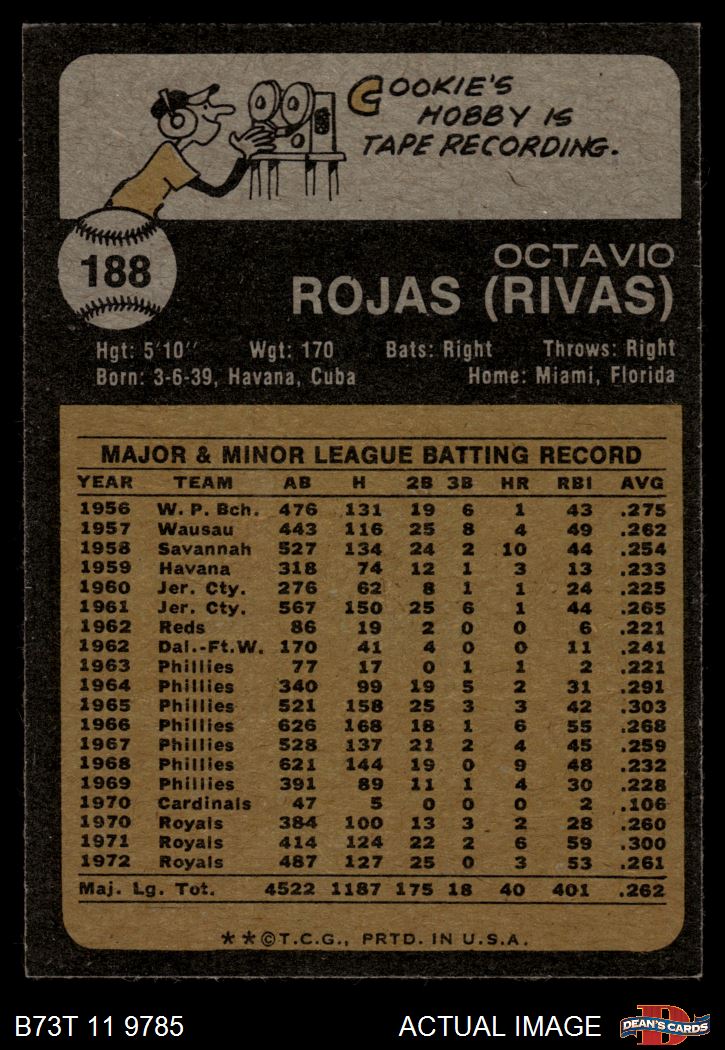 COOKIE'S
HOBBY IS
TAPE RECORDING.
188
OCTAVIO
ROJAS (RIVAS)
Hgt: 5'10" Wgt: 170 Bats: Right Throws: Right
Born: 3-6-39, Havana, Cuba Home: Miami, Florida
MAJOR & MINOR LEAGUE BATTING RECORD
YEAR TEAM AB H 2B 3B HR RBI AVG
1956 W. P. Bch. 476 131 19 6 1 43 .275
1957 Wausau 443 116 25 8 4 49 .262
1958 Savannah 527 134 24 2 10 44 .254
1959 Havana 318 74 12 1 3 13 .233
1960 Jer. Cty. 276 62 8 1 1 24 .225
1961 Jer. Cty. 567 150 25 6 1 44 .265
1962 Reds 86 19 2 0 0 6 .221
1962 Dal.-Ft.W. 170 41 4 0 0 11 .241
1963 Phillies 77 17 0 1 1 2 .221
1964 Phillies 340 99 19 5 2 31 .291
1965 Phillies 521 158 25 3 3 42 .303
1966 Phillies 626 168 18 1 6 55 .268
1967 Phillies 528 137 21 2 4 45 .259
1968 Phillies 621 144 19 0 9 48 .232
1969 Phillies 391 89 11 1 4 30 .228
1970 Cardinals 47 5 0 0 0 2 .106
1970 Royals 384 100 13 3 2 28 .260
1971 Royals 414 124 22 2 6 59 .300
1972 Royals 487 127 25 0 3 53 .261
Maj. Lg. Tot. 4522 1187 175 18 40 401 .262
**©T.C.G., PRTD. IN U.S.A.
B73T 11 9785 ACTUAL IMAGE
D
DEAN'S CARDS